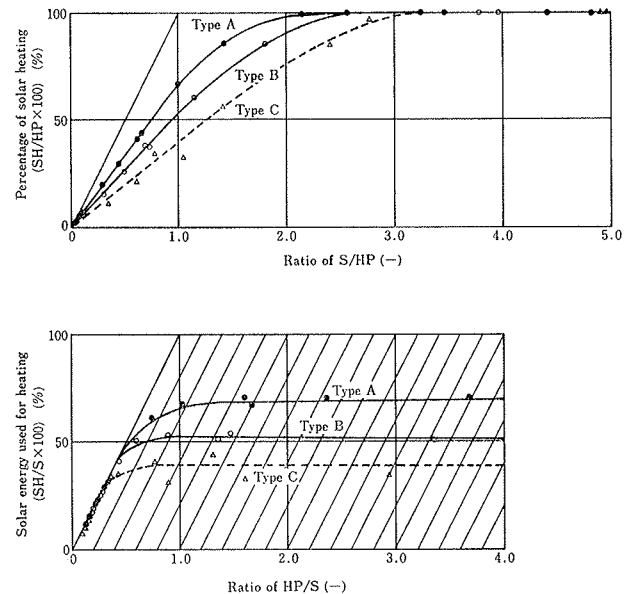 100
50
0
Percentage of solar heating
(SH/HP×100) (%)
Type A
Type B
Type C
0
1.0
2.0
3.0
4.0
5.0
Ratio of S/HP (—)
100
50
0
Solar energy used for heating
(SH/S×100) (%)
Type A
Type B
Type C
0
1.0
2.0
3.0
4.0
Ratio of HP/S (—)